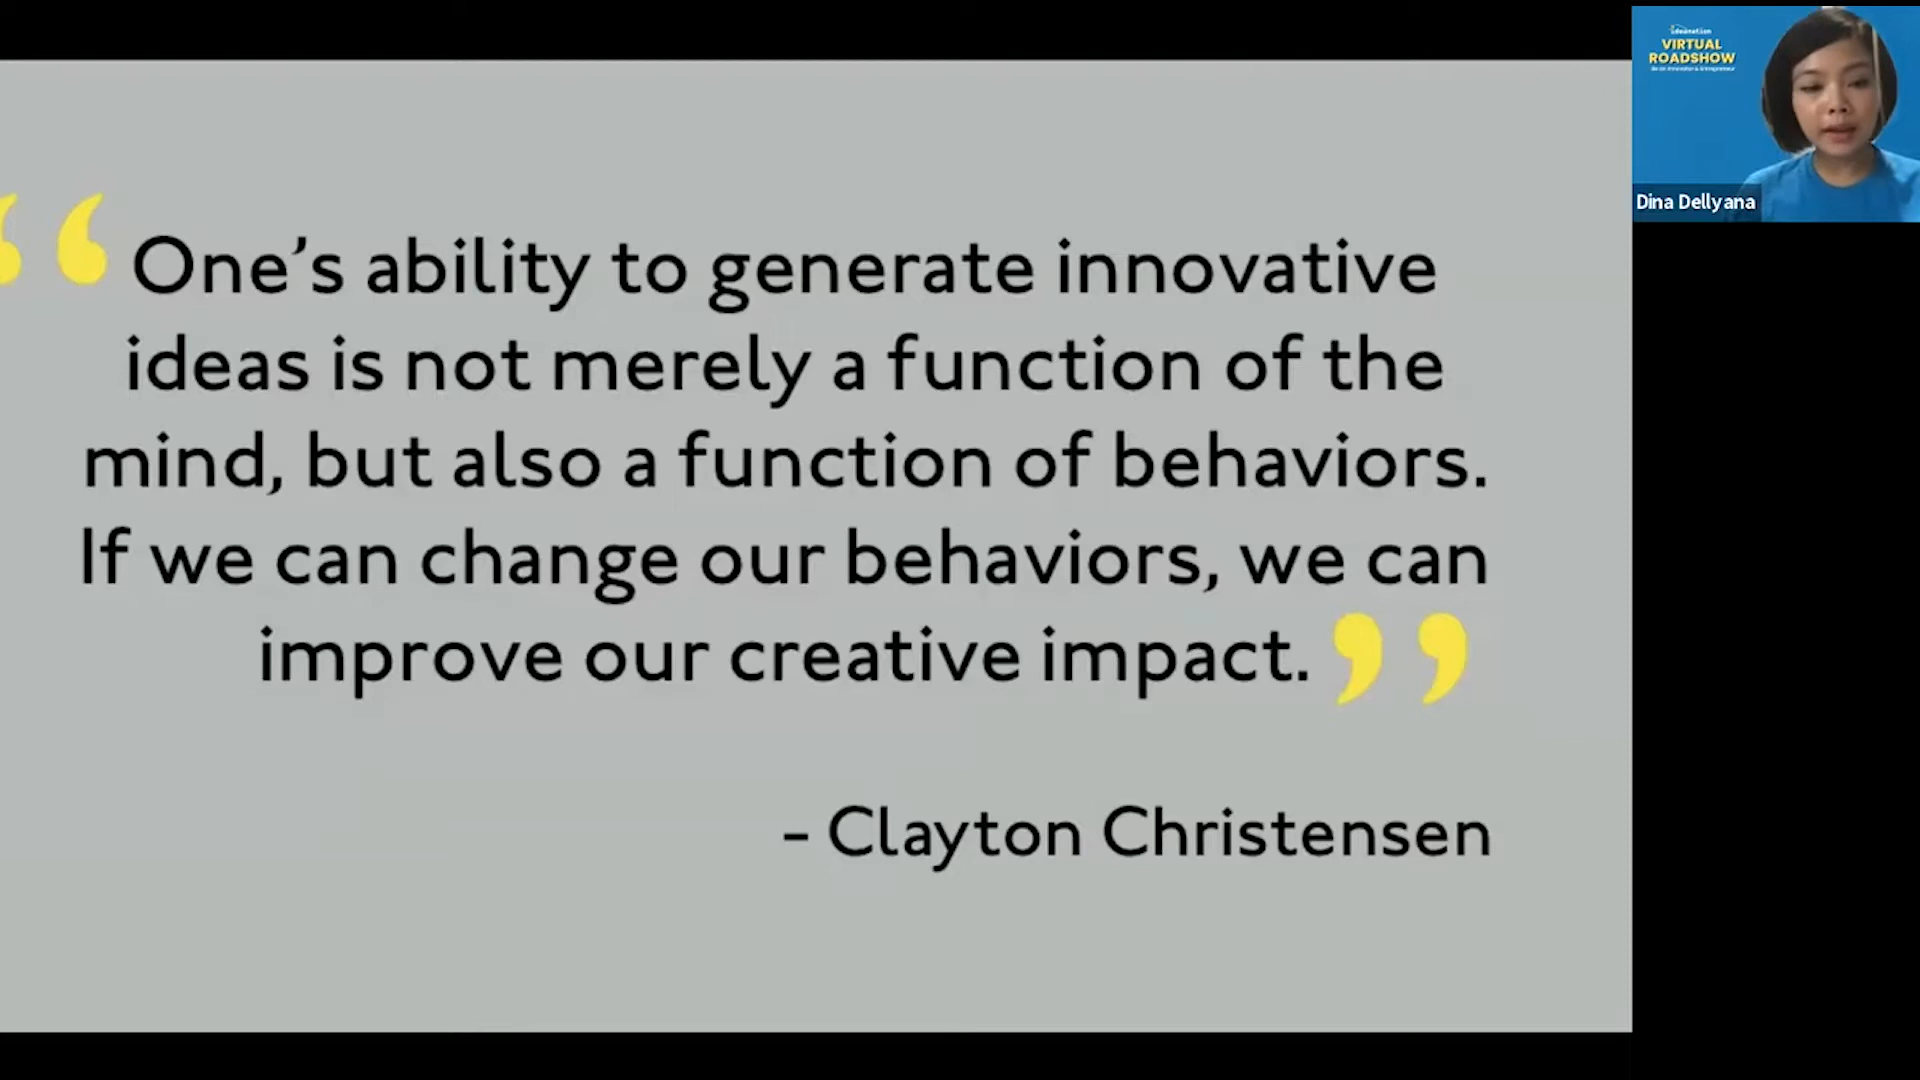 ideanation
VIRTUAL
ROADSHOW
Dina Dellyana
“One’s ability to generate innovative
ideas is not merely a function of the
mind, but also a function of behaviors.
If we can change our behaviors, we can
improve our creative impact.”
- Clayton Christensen